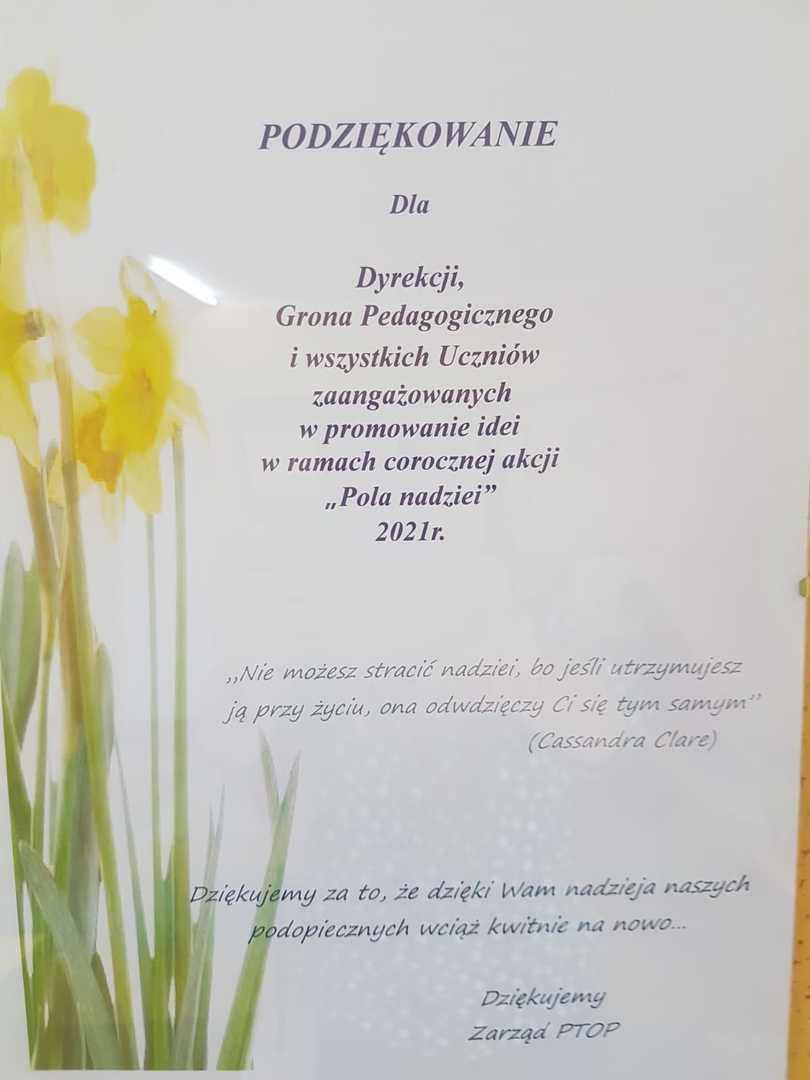 PODZIĘKOWANIE
Dla
Dyrekcji,
Grona Pedagogicznego
i wszystkich Uczniów
zaangażowanych
w promowanie idei
w ramach corocznej akcji
„Pola nadziei”
2021r.
„Nie możesz stracić nadziei, bo jeśli utrzymujesz
ją przy życiu, ona odwdzięczy Ci się tym samym”
(Cassandra Clare)
Dziękujemy za to, że dzięki Wam nadzieja naszych
podopiecznych wciąż kwitnie na nowo...
Dziękujemy
Zarząd PTOP